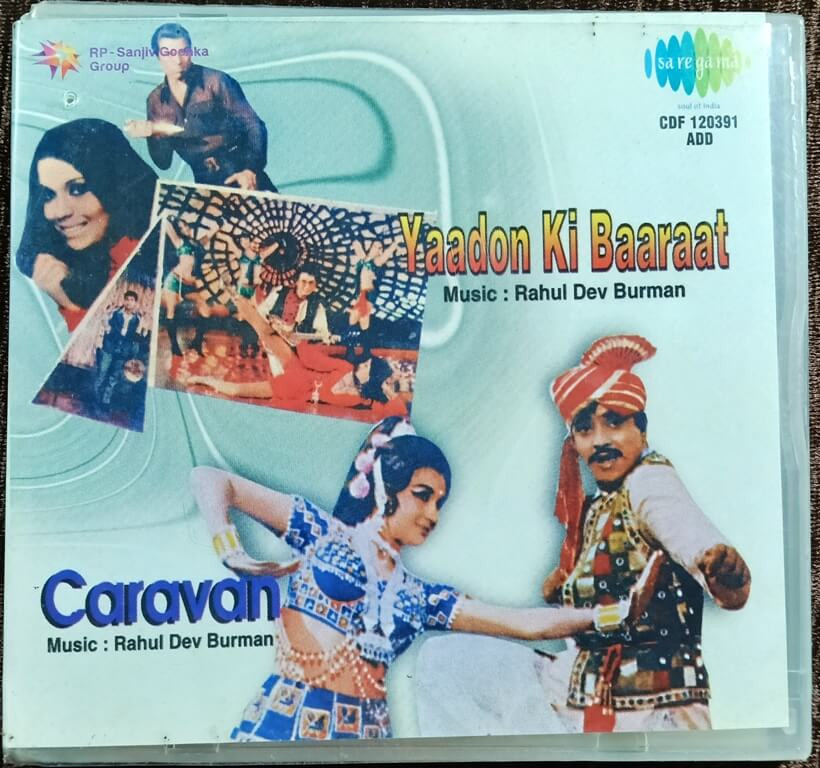 RP-Sanjiv Goenka
Group
sa re ga ma
soul of India
CDF 120391
ADD
Yaadon Ki Baaraat
Music : Rahul Dev Burman
Caravan
Music : Rahul Dev Burman